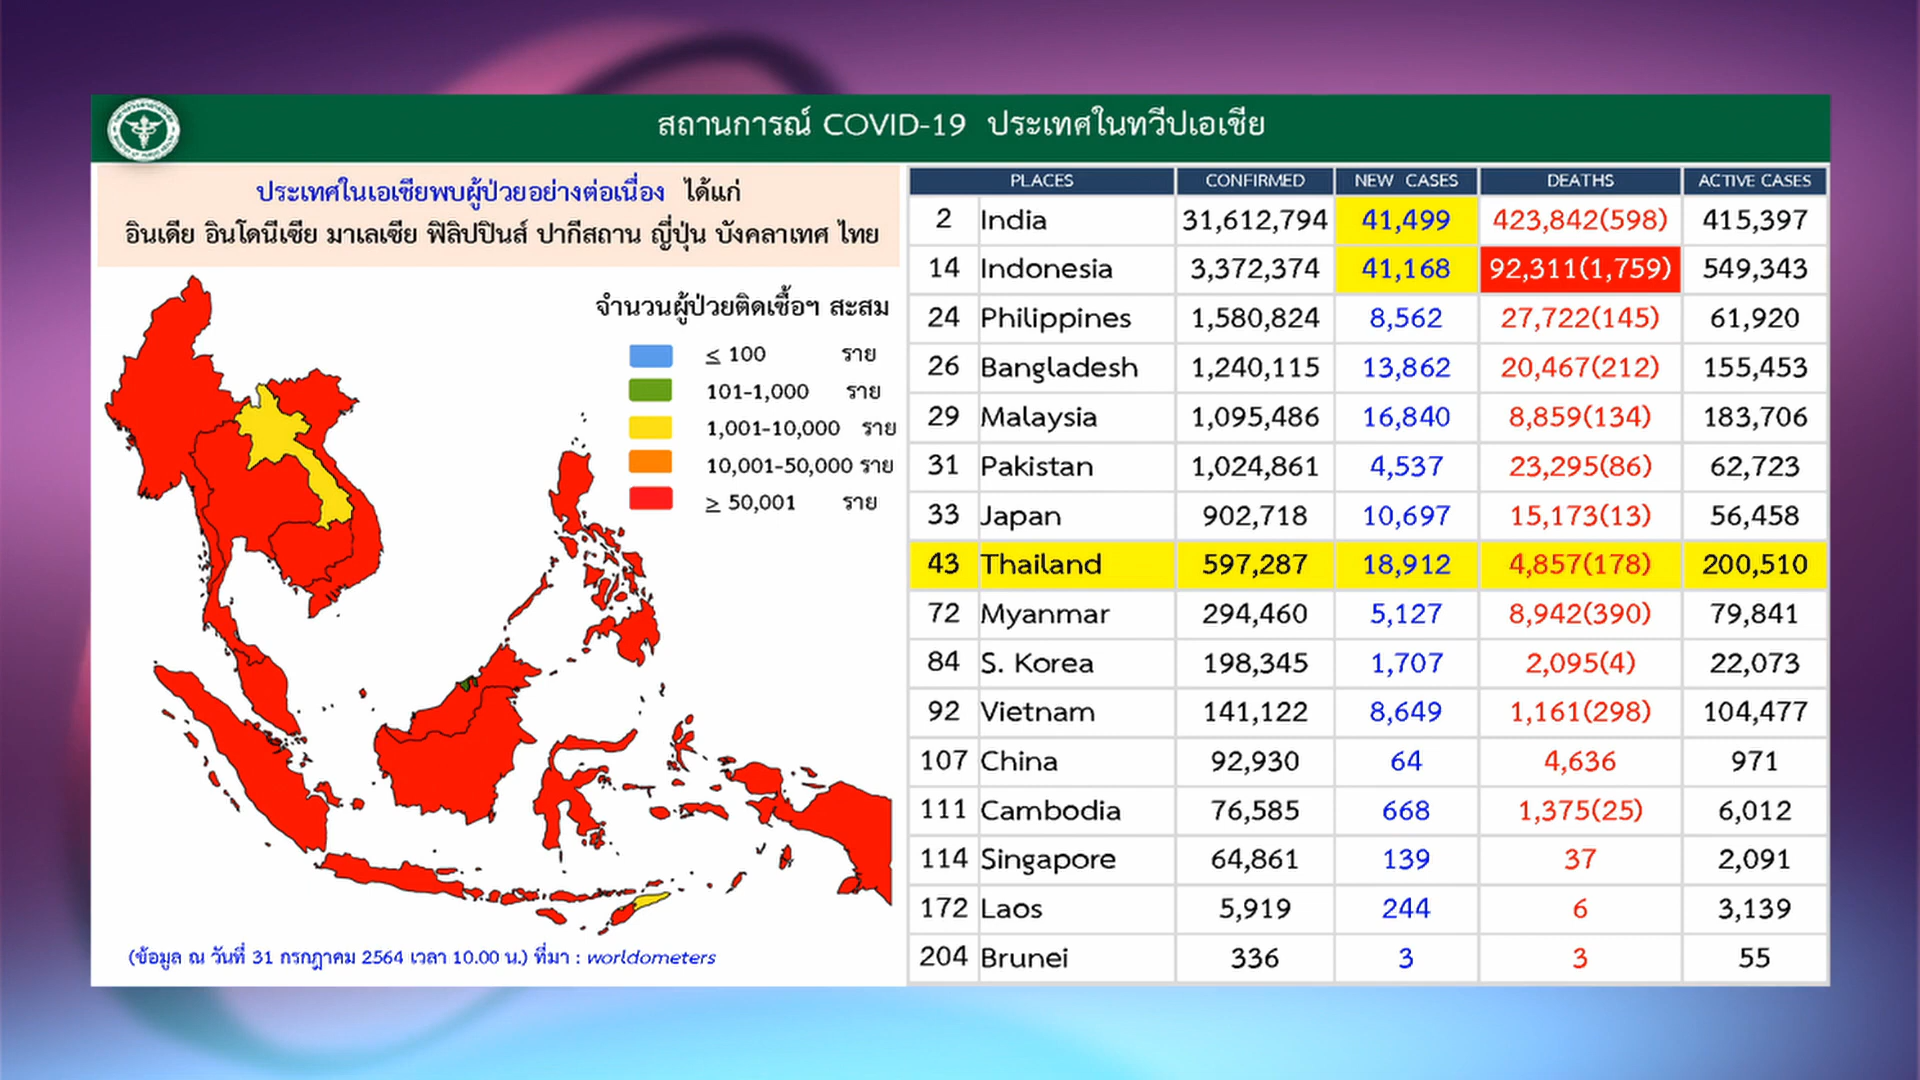 สถานการณ์ COVID-19 ประเทศในทวีปเอเชีย
ประเทศในเอเซียพบผู้ป่วยอย่างต่อเนื่อง ได้แก่
อินเดีย อินโดนีเซีย มาเลเซีย ฟิลิปปินส์ ปากีสถาน ญี่ปุ่น บังคลาเทศ ไทย
จำนวนผู้ป่วยติดเชื้อฯ สะสม
≤ 100 ราย
101-1,000 ราย
1,001-10,000 ราย
10,001-50,000 ราย
≥ 50,001 ราย
(ข้อมูล ณ วันที่ 31 กรกฎาคม 2564 เวลา 10.00 น.) ที่มา : worldometers
PLACES CONFIRMED NEW CASES DEATHS ACTIVE CASES
2 India 31,612,794 41,499 423,842(598) 415,397
14 Indonesia 3,372,374 41,168 92,311(1,759) 549,343
24 Philippines 1,580,824 8,562 27,722(145) 61,920
26 Bangladesh 1,240,115 13,862 20,467(212) 155,453
29 Malaysia 1,095,486 16,840 8,859(134) 183,706
31 Pakistan 1,024,861 4,537 23,295(86) 62,723
33 Japan 902,718 10,697 15,173(13) 56,458
43 Thailand 597,287 18,912 4,857(178) 200,510
72 Myanmar 294,460 5,127 8,942(390) 79,841
84 S. Korea 198,345 1,707 2,095(4) 22,073
92 Vietnam 141,122 8,649 1,161(298) 104,477
107 China 92,930 64 4,636 971
111 Cambodia 76,585 668 1,375(25) 6,012
114 Singapore 64,861 139 37 2,091
172 Laos 5,919 244 6 3,139
204 Brunei 336 3 3 55